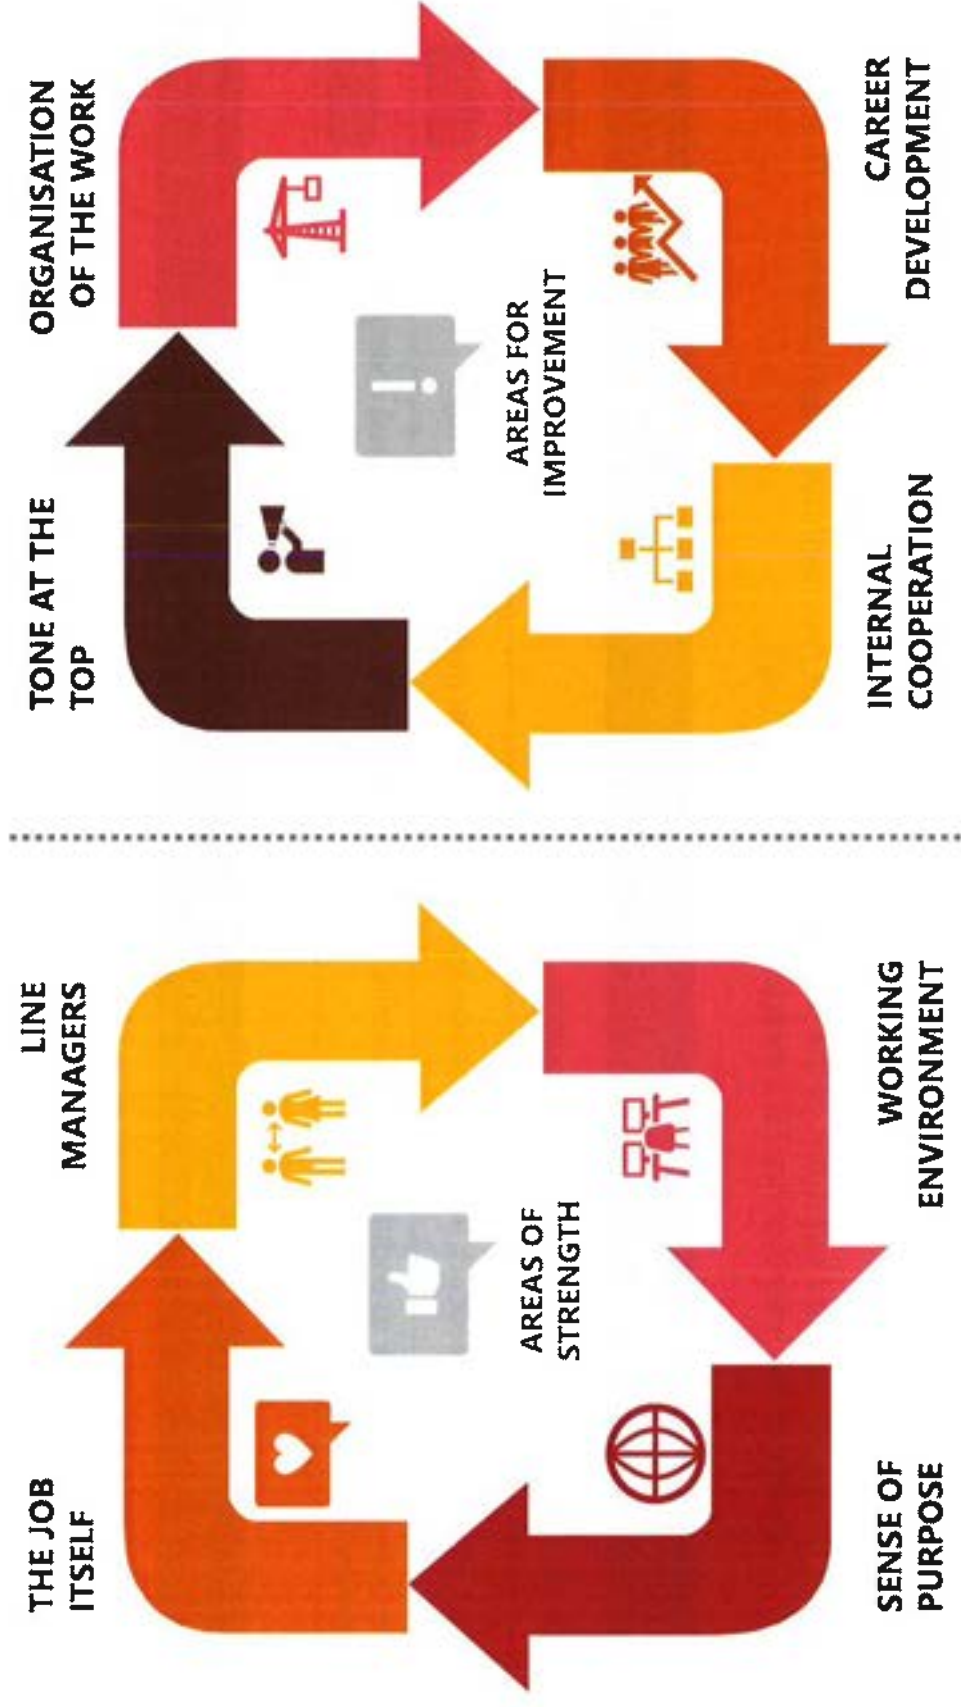 THE JOB
ITSELF
LINE
MANAGERS
AREAS OF
STRENGTH
SENSE OF
PURPOSE
WORKING
ENVIRONMENT
TONE AT THE
TOP
ORGANISATION
OF THE WORK
AREAS FOR
IMPROVEMENT
INTERNAL
COOPERATION
CAREER
DEVELOPMENT